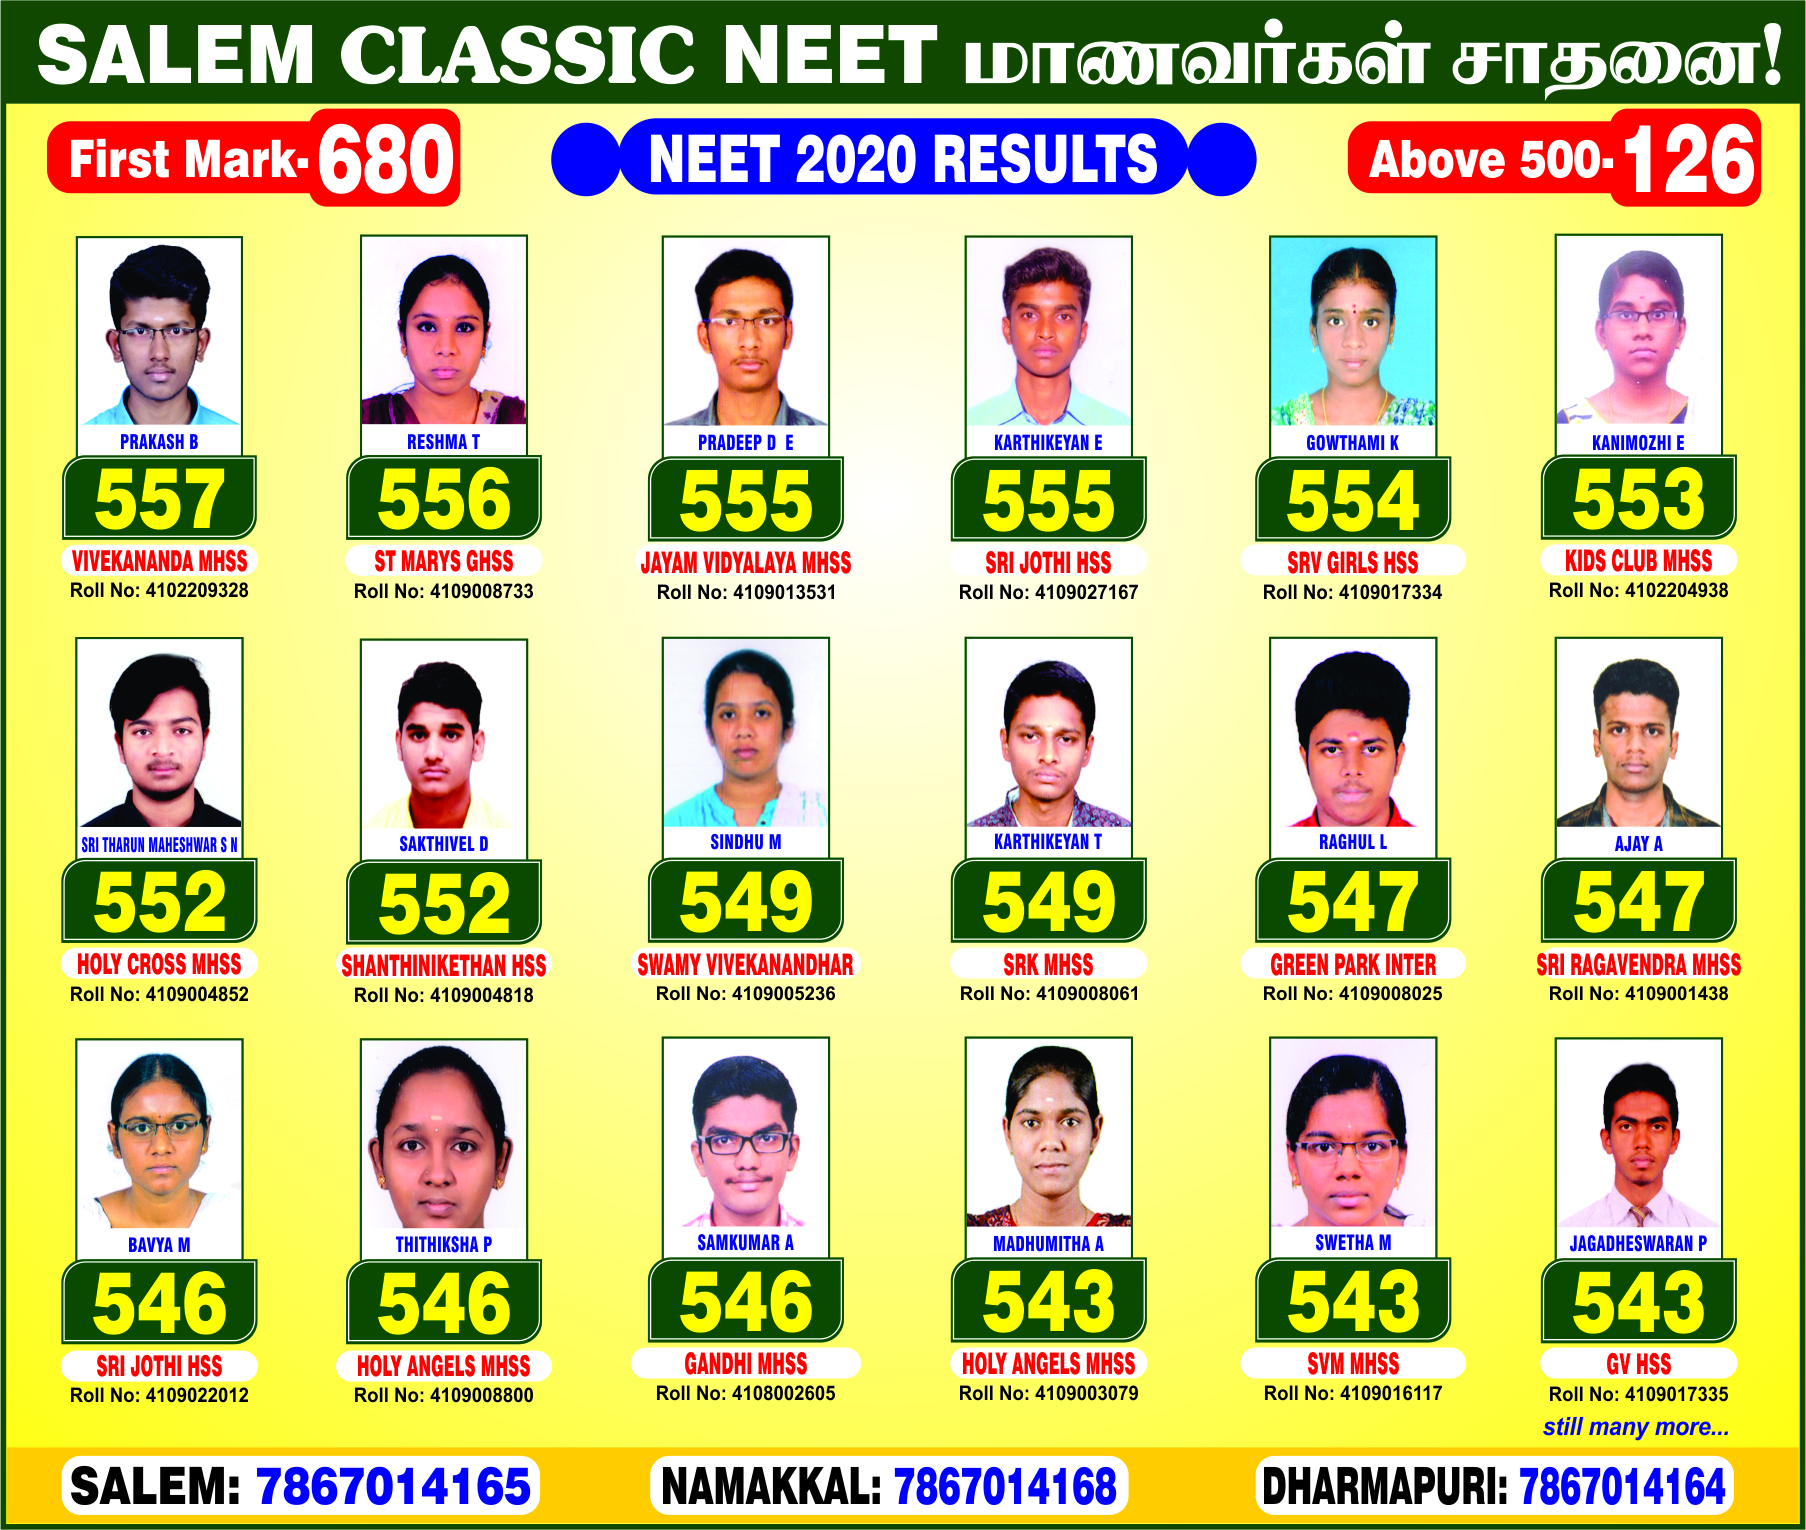 SALEM CLASSIC NEET மாணவர்கள் சாதனை!
First Mark-680
NEET 2020 RESULTS
Above 500-126
PRAKASH B
RESHMA T
PRADEEP D E
KARTHIKEYAN E
GOWTHAMI K
KANIMOZHI E
557
556
555
555
554
553
VIVEKANANDA MHSS
ST MARYS GHSS
JAYAM VIDYALAYA MHSS
SRI JOTHI HSS
SRV GIRLS HSS
KIDS CLUB MHSS
Roll No: 4102209328
Roll No: 4109008733
Roll No: 4109013531
Roll No: 4109027167
Roll No: 4109017334
Roll No: 4102204938
SRI THARUN MAHESHWAR S N
SAKTHIVEL D
SINDHU M
KARTHIKEYAN T
RAGHUL L
AJAY A
552
552
549
549
547
547
HOLY CROSS MHSS
SHANTHINIKETHAN HSS
SWAMY VIVEKANANDHAR
SRK MHSS
GREEN PARK INTER
SRI RAGAVENDRA MHSS
Roll No: 4109004852
Roll No: 4109004818
Roll No: 4109005236
Roll No: 4109008061
Roll No: 4109008025
Roll No: 4109001438
BAVYA M
THITHIKSHA P
SAMKUMAR A
MADHUMITHA A
SWETHA M
JAGADHESWARAN P
546
546
546
543
543
543
SRI JOTHI HSS
HOLY ANGELS MHSS
GANDHI MHSS
HOLY ANGELS MHSS
SVM MHSS
GV HSS
Roll No: 4109022012
Roll No: 4109008800
Roll No: 4108002605
Roll No: 4109003079
Roll No: 4109016117
Roll No: 4109017335
still many more...
SALEM: 7867014165
NAMAKKAL: 7867014168
DHARMAPURI: 7867014164